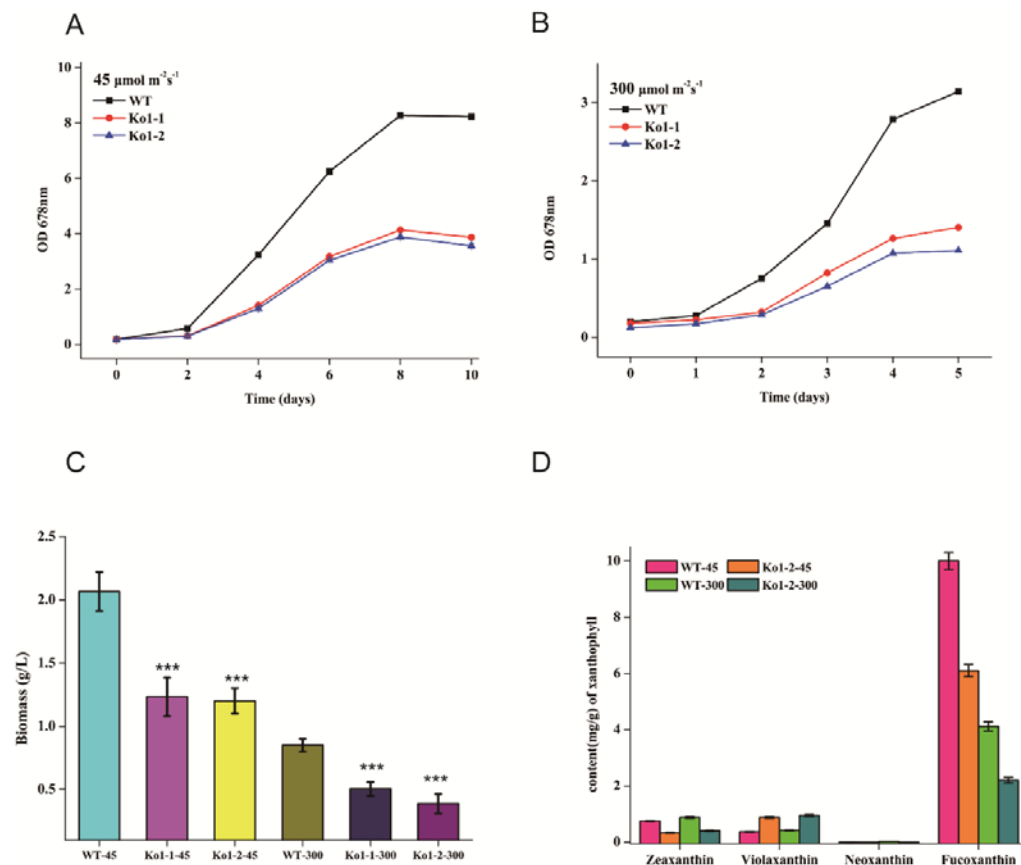 A
45 μmol m⁻²s⁻¹
WT
Ko1-1
Ko1-2
OD 678nm
10
8
6
4
2
0
0 2 4 6 8 10
Time (days)
B
300 μmol m⁻²s⁻¹
WT
Ko1-1
Ko1-2
OD 678nm
3
2
1
0
0 1 2 3 4 5
Time (days)
C
Biomass (g/L)
2.5
2.0
1.5
1.0
0.5
***
***
***
***
WT-45 Ko1-1-45 Ko1-2-45 WT-300 Ko1-1-300 Ko1-2-300
D
WT-45 Ko1-2-45
WT-300 Ko1-2-300
content(mg/g) of xanthophyll
10
8
6
4
2
0
Zeaxanthin Violaxanthin Neoxanthin Fucoxanthin